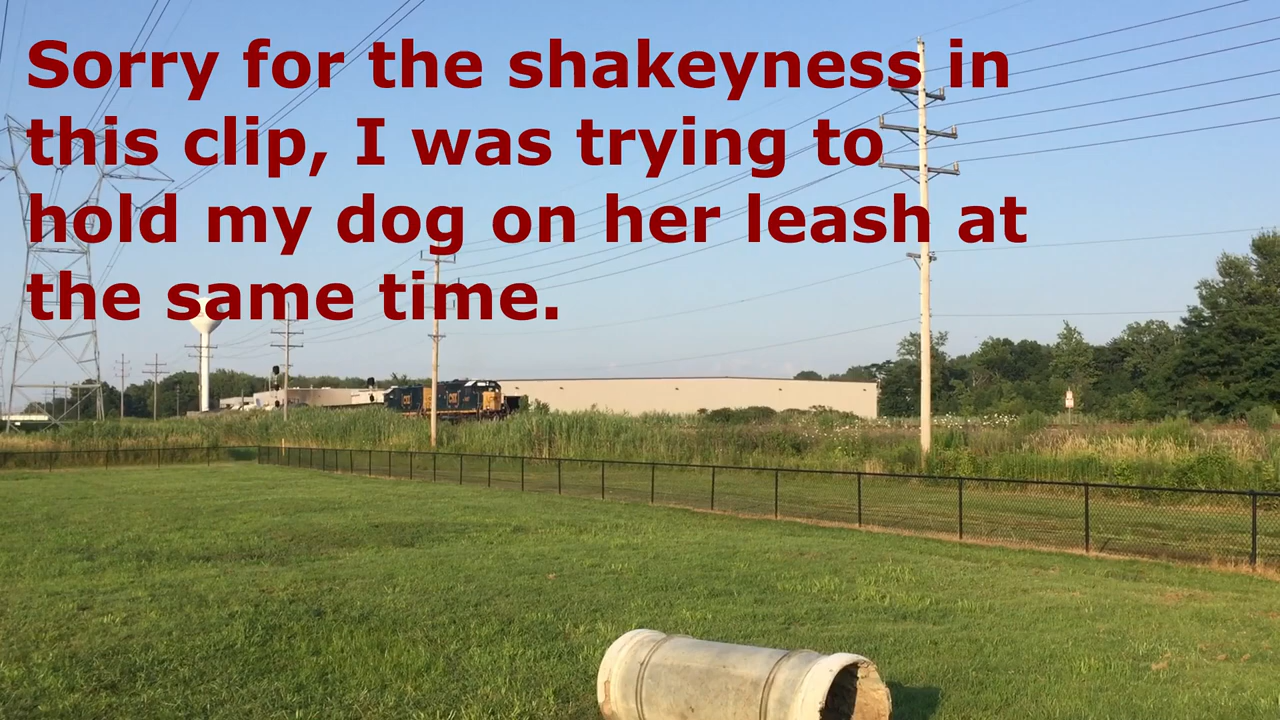 Sorry for the shakeyness in
this clip, I was trying to
hold my dog on her leash at
the same time.
CSX